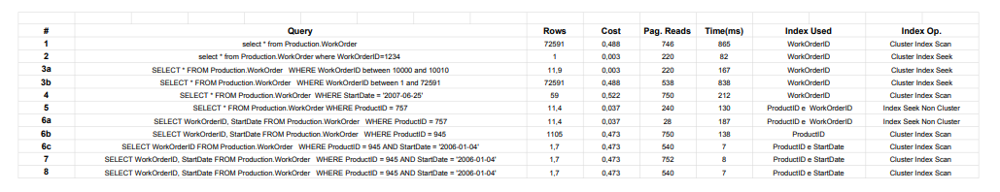 # Query Rows Cost Pag. Reads Time(ms) Index Used Index Op.
1 select * from Production.WorkOrder 72591 0,488 746 865 WorkOrderID Cluster Index Scan
2 select * from Production.WorkOrder where WorkOrderID=1234 1 0,003 220 82 WorkOrderID Cluster Index Seek
3a SELECT * FROM Production.WorkOrder WHERE WorkOrderID between 10000 and 10010 11,9 0,003 220 167 WorkOrderID Cluster Index Seek
3b SELECT * FROM Production.WorkOrder WHERE WorkOrderID between 1 and 72591 72591 0,488 538 838 WorkOrderID Cluster Index Seek
4 SELECT * FROM Production.WorkOrder WHERE StartDate = '2007-06-25' 59 0,522 750 212 WorkOrderID Cluster Index Scan
5 SELECT * FROM Production.WorkOrder WHERE ProductID = 757 11,4 0,037 240 130 ProductID e WorkOrderID Index Seek Non Cluster
6a SELECT WorkOrderID, StartDate FROM Production.WorkOrder WHERE ProductID = 757 11,4 0,037 28 187 ProductID e WorkOrderID Index Seek Non Cluster
6b SELECT WorkOrderID, StartDate FROM Production.WorkOrder WHERE ProductID = 945 1105 0,473 750 138 ProductID Cluster Index Scan
6c SELECT WorkOrderID FROM Production.WorkOrder WHERE ProductID = 945 AND StartDate = '2006-01-04' 1,7 0,473 540 7 ProductID e StartDate Cluster Index Scan
7 SELECT WorkOrderID, StartDate FROM Production.WorkOrder WHERE ProductID = 945 AND StartDate = '2006-01-04' 1,7 0,473 752 8 ProductID e StartDate Cluster Index Scan
8 SELECT WorkOrderID, StartDate FROM Production.WorkOrder WHERE ProductID = 945 AND StartDate = '2006-01-04' 1,7 0,473 540 7 ProductID e StartDate Cluster Index Scan